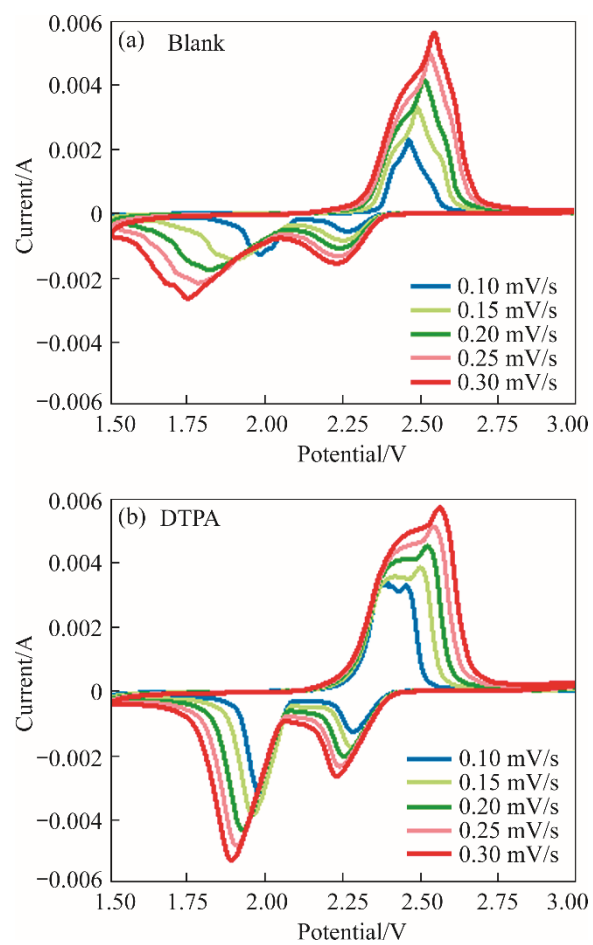 (a) Blank
0.006
0.004
0.002
0
−0.002
−0.004
−0.006
Current/A
0.10 mV/s
0.15 mV/s
0.20 mV/s
0.25 mV/s
0.30 mV/s
1.50 1.75 2.00 2.25 2.50 2.75 3.00
Potential/V
(b) DTPA
0.006
0.004
0.002
0
−0.002
−0.004
−0.006
Current/A
0.10 mV/s
0.15 mV/s
0.20 mV/s
0.25 mV/s
0.30 mV/s
1.50 1.75 2.00 2.25 2.50 2.75 3.00
Potential/V